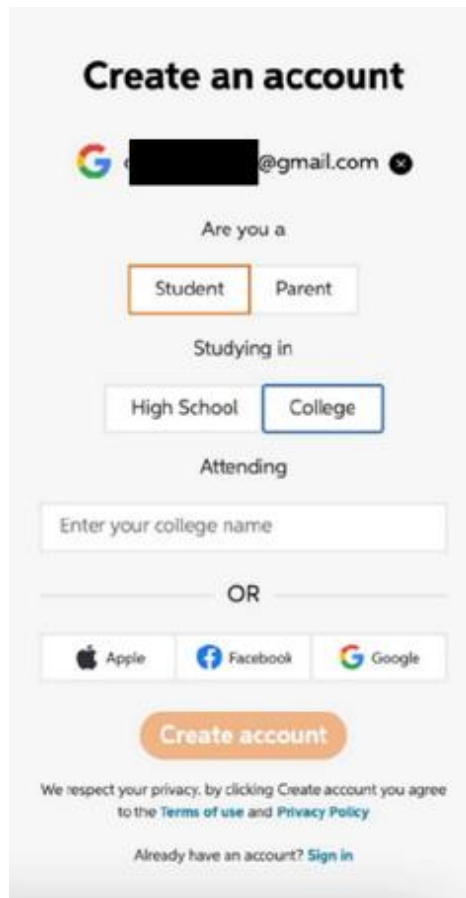 Create an account
@gmail.com
Are you a
Student Parent
Studying in
High School College
Attending
Enter your college name
OR
Apple Facebook Google
Create account
We respect your privacy, by clicking Create account you agree
to the Terms of use and Privacy Policy
Already have an account? Sign in